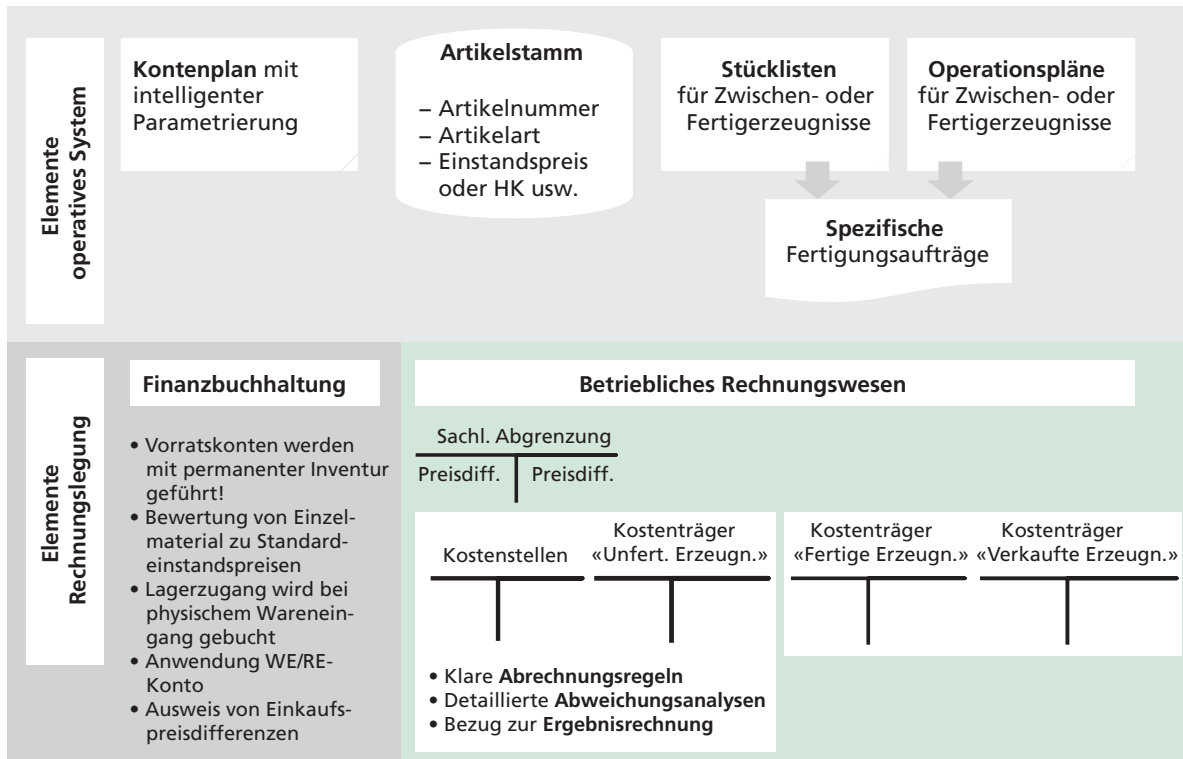 Elemente
operatives System
Kontenplan mit
intelligenter
Parametrierung
Artikelstamm
– Artikelnummer
– Artikelart
– Einstandspreis
oder HK usw.
Stücklisten
für Zwischen- oder
Fertigerzeugnisse
Operationspläne
für Zwischen- oder
Fertigerzeugnisse
Spezifische
Fertigungsaufträge
Elemente
Rechnungslegung
Finanzbuchhaltung
• Vorratskonten werden
mit permanenter Inventur
geführt!
• Bewertung von Einzel-
material zu Standard-
einstandspreisen
• Lagerzugang wird bei
physischem Warenein-
gang gebucht
• Anwendung WE/RE-
Konto
• Ausweis von Einkaufs-
preisdifferenzen
Betriebliches Rechnungswesen
Sachl. Abgrenzung
Preisdiff. Preisdiff.
Kostenstellen
Kostenträger
«Unfert. Erzeugn.»
Kostenträger
«Fertige Erzeugn.»
Kostenträger
«Verkaufte Erzeugn.»
• Klare Abrechnungsregeln
• Detaillierte Abweichungsanalysen
• Bezug zur Ergebnisrechnung